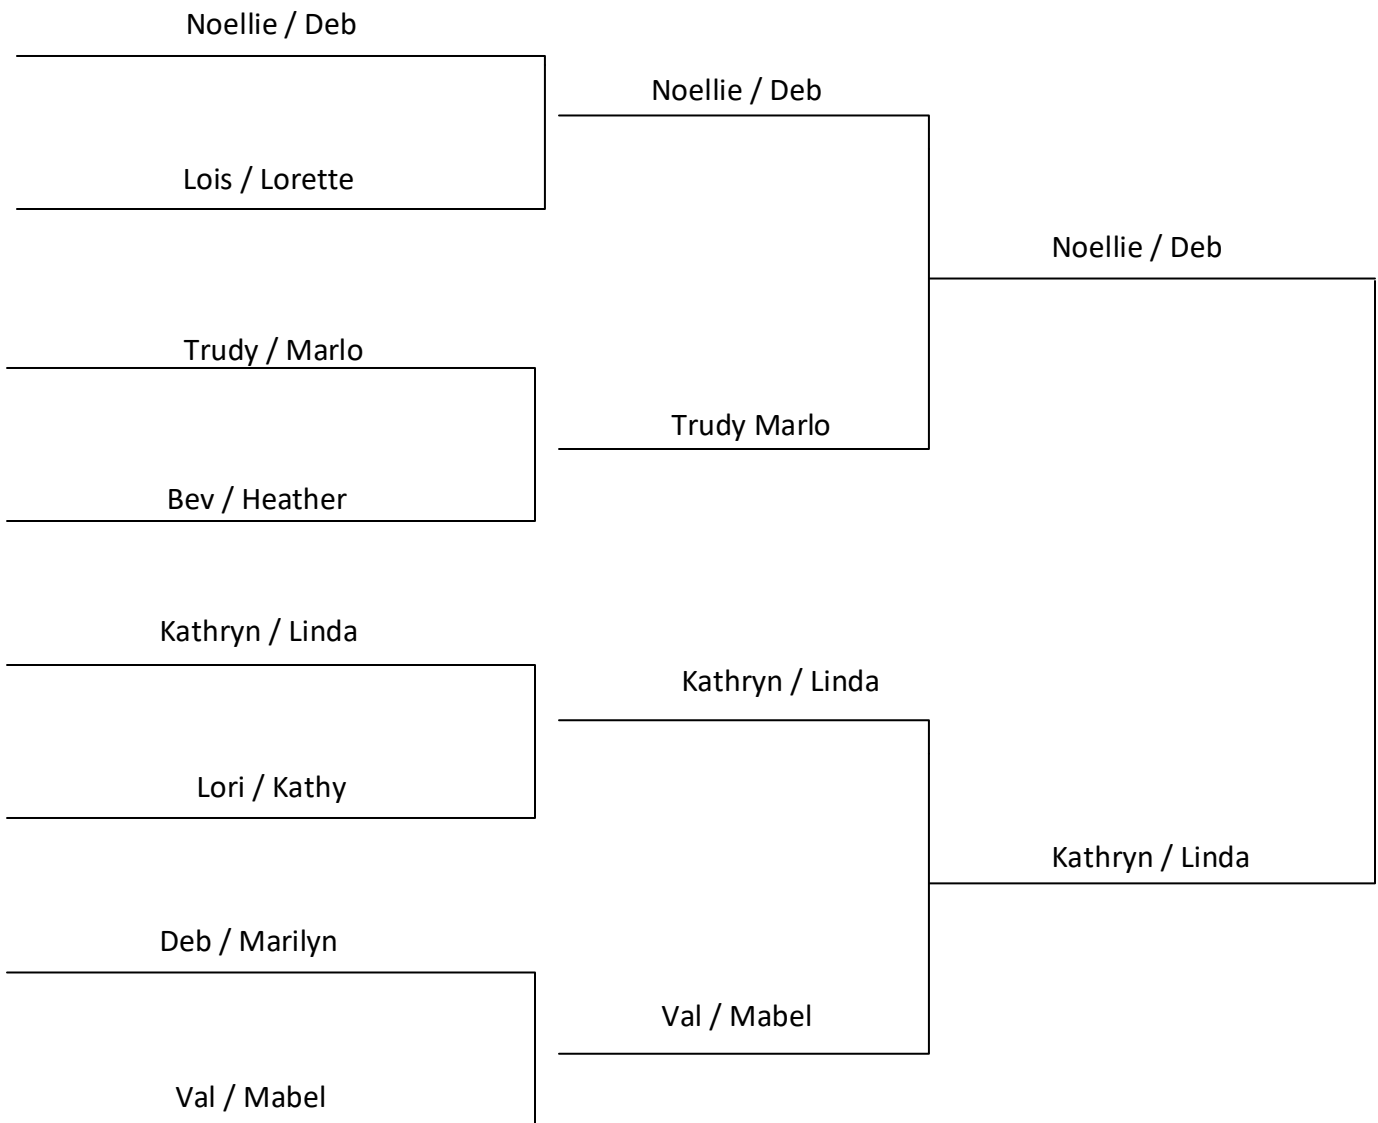 Noellie / Deb
Noellie / Deb
Lois / Lorette
Noellie / Deb
Trudy / Marlo
Trudy Marlo
Bev / Heather
Kathryn / Linda
Kathryn / Linda
Lori / Kathy
Kathryn / Linda
Deb / Marilyn
Val / Mabel
Val / Mabel